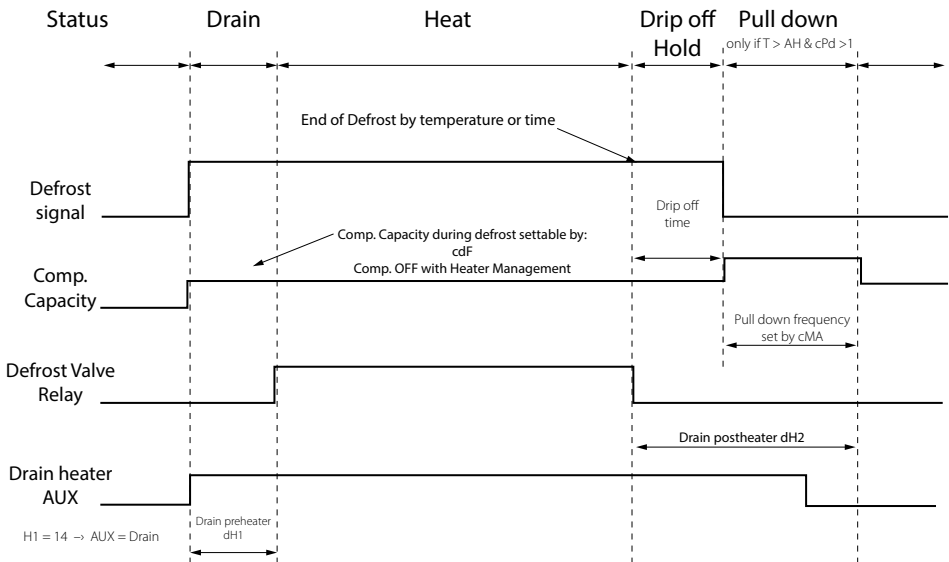 Status
Drain
Heat
Drip off
Hold
Pull down
only if T > AH & cPd >1
End of Defrost by temperature or time
Defrost
signal
Drip off
time
Comp. Capacity during defrost settable by:
cdF
Comp. OFF with Heater Management
Comp.
Capacity
Pull down frequency
set by cMA
Defrost Valve
Relay
Drain postheater dH2
Drain heater
AUX
H1 = 14 → AUX = Drain
Drain preheater
dH1